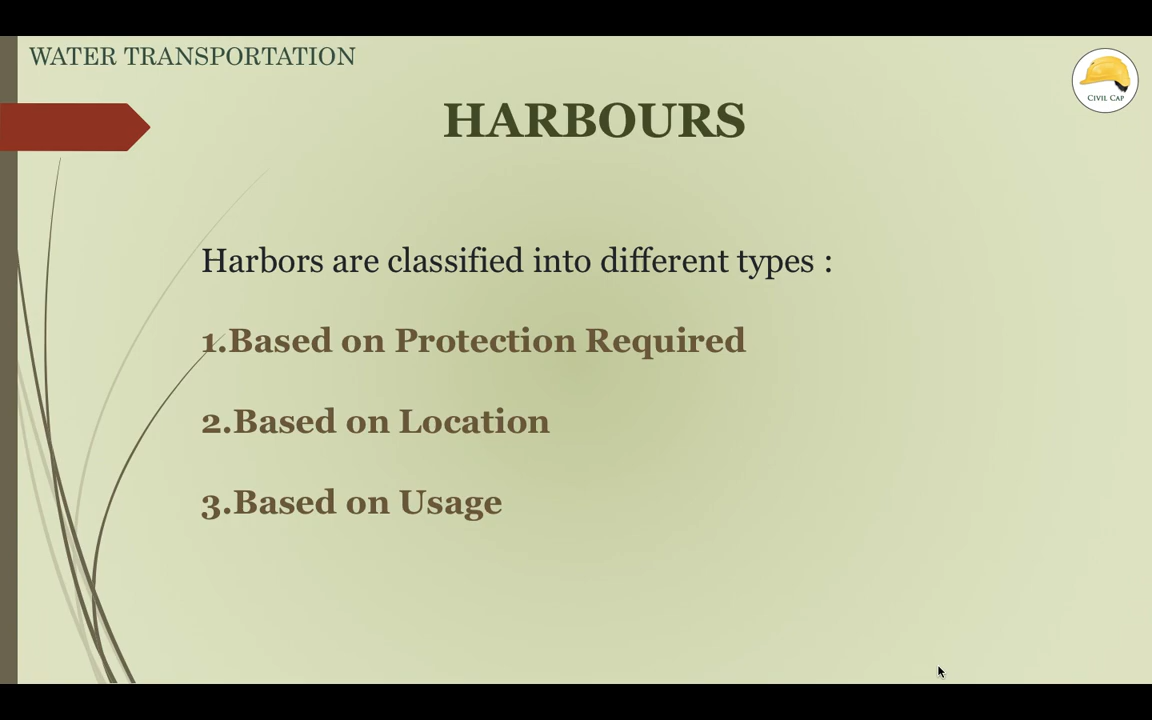 WATER TRANSPORTATION
CIVIL CAP
HARBOURS
Harbors are classified into different types :
1.Based on Protection Required
2.Based on Location
3.Based on Usage